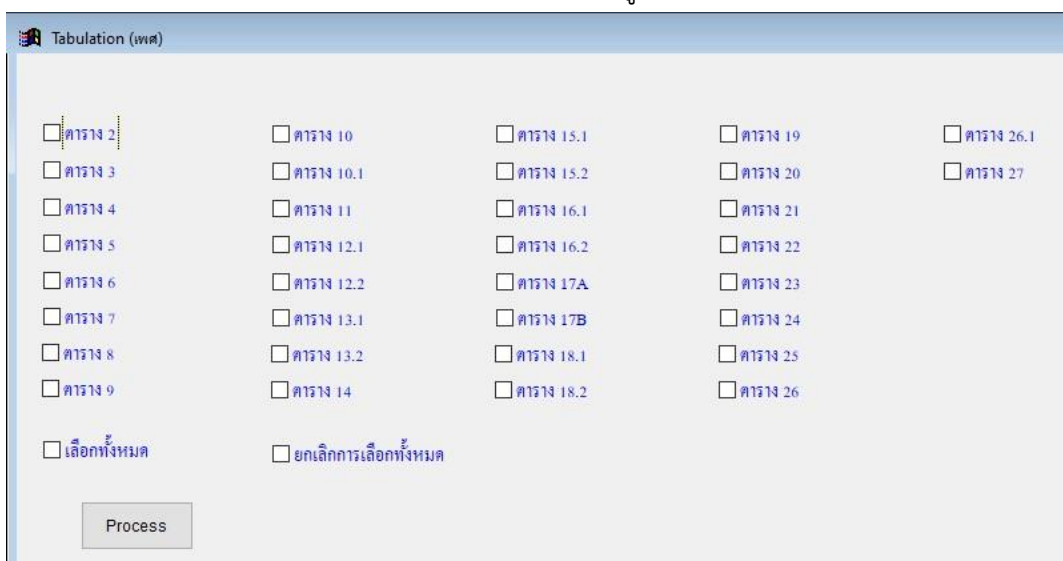 Tabulation (เพศ)
ตาราง 2 ตาราง 10 ตาราง 15.1 ตาราง 19 ตาราง 26.1
ตาราง 3 ตาราง 10.1 ตาราง 15.2 ตาราง 20 ตาราง 27
ตาราง 4 ตาราง 11 ตาราง 16.1 ตาราง 21
ตาราง 5 ตาราง 12.1 ตาราง 16.2 ตาราง 22
ตาราง 6 ตาราง 12.2 ตาราง 17A ตาราง 23
ตาราง 7 ตาราง 13.1 ตาราง 17B ตาราง 24
ตาราง 8 ตาราง 13.2 ตาราง 18.1 ตาราง 25
ตาราง 9 ตาราง 14 ตาราง 18.2 ตาราง 26
เลือกทั้งหมด ยกเลิกการเลือกทั้งหมด
Process